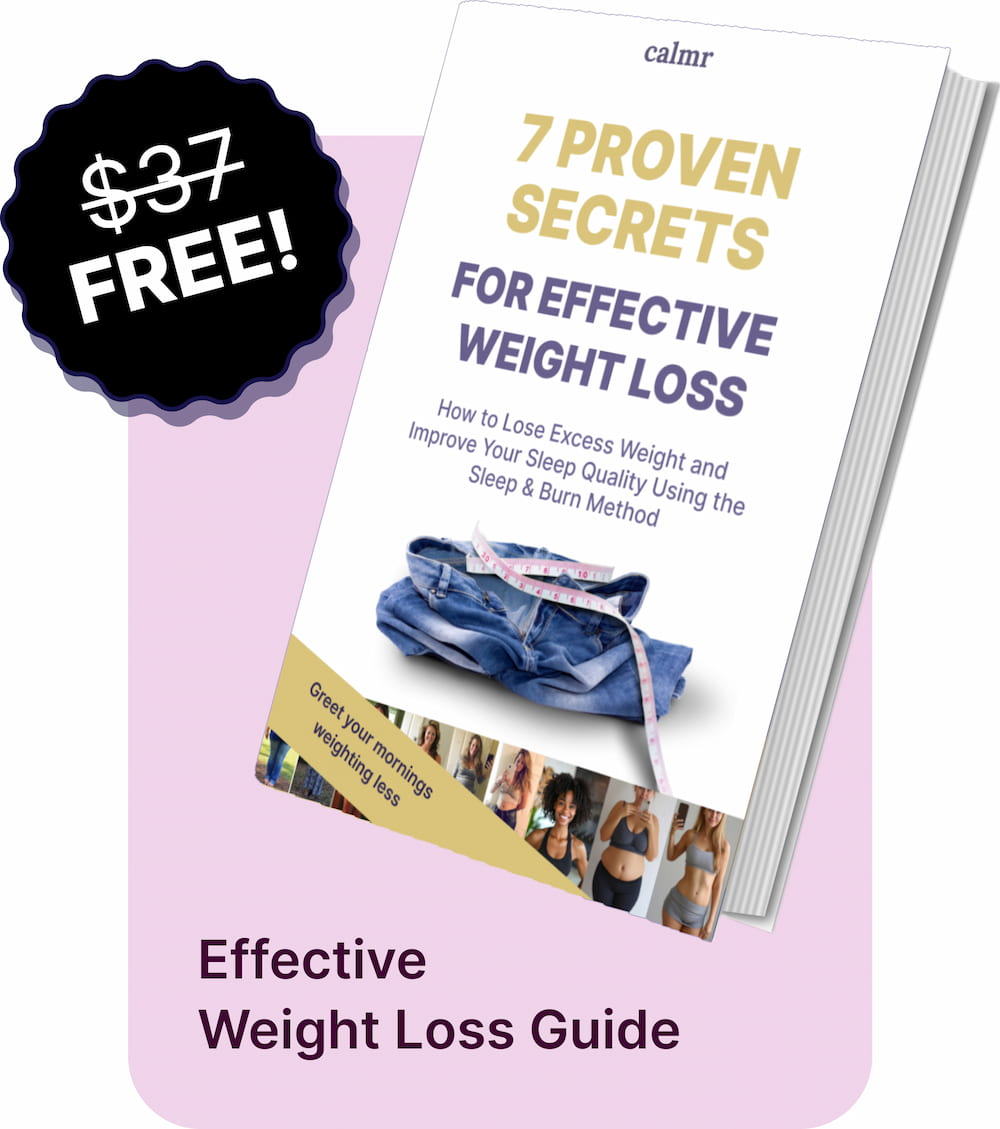 $37
FREE!
calmr
7 PROVEN
SECRETS
FOR EFFECTIVE
WEIGHT LOSS
How to Lose Excess Weight and
Improve Your Sleep Quality Using the
Sleep & Burn Method
Greet your mornings
weighting less
Effective
Weight Loss Guide